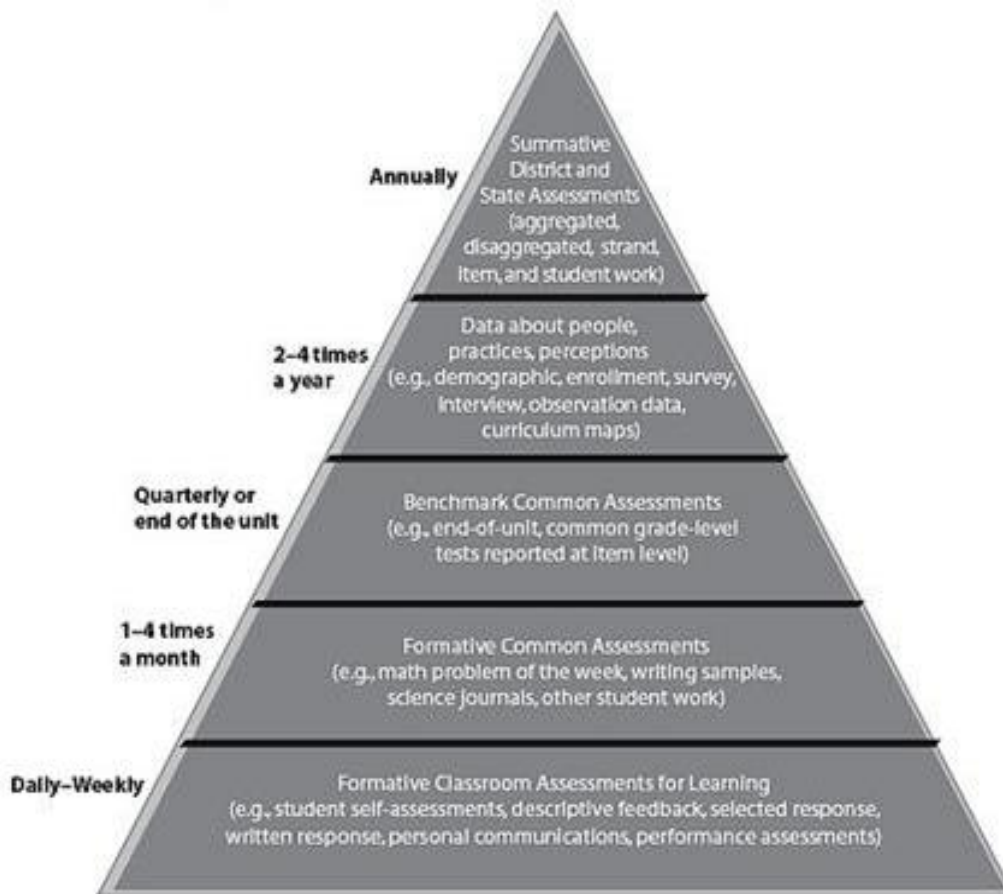 Annually
Summative
District and
State Assessments
(aggregated,
disaggregated, strand,
item, and student work)
2–4 times
a year
Data about people,
practices, perceptions
(e.g., demographic, enrollment, survey,
interview, observation data,
curriculum maps)
Quarterly or
end of the unit
Benchmark Common Assessments
(e.g., end-of-unit, common grade-level
tests reported at item level)
1–4 times
a month
Formative Common Assessments
(e.g., math problem of the week, writing samples,
science journals, other student work)
Daily–Weekly
Formative Classroom Assessments for Learning
(e.g., student self-assessments, descriptive feedback, selected response,
written response, personal communications, performance assessments)